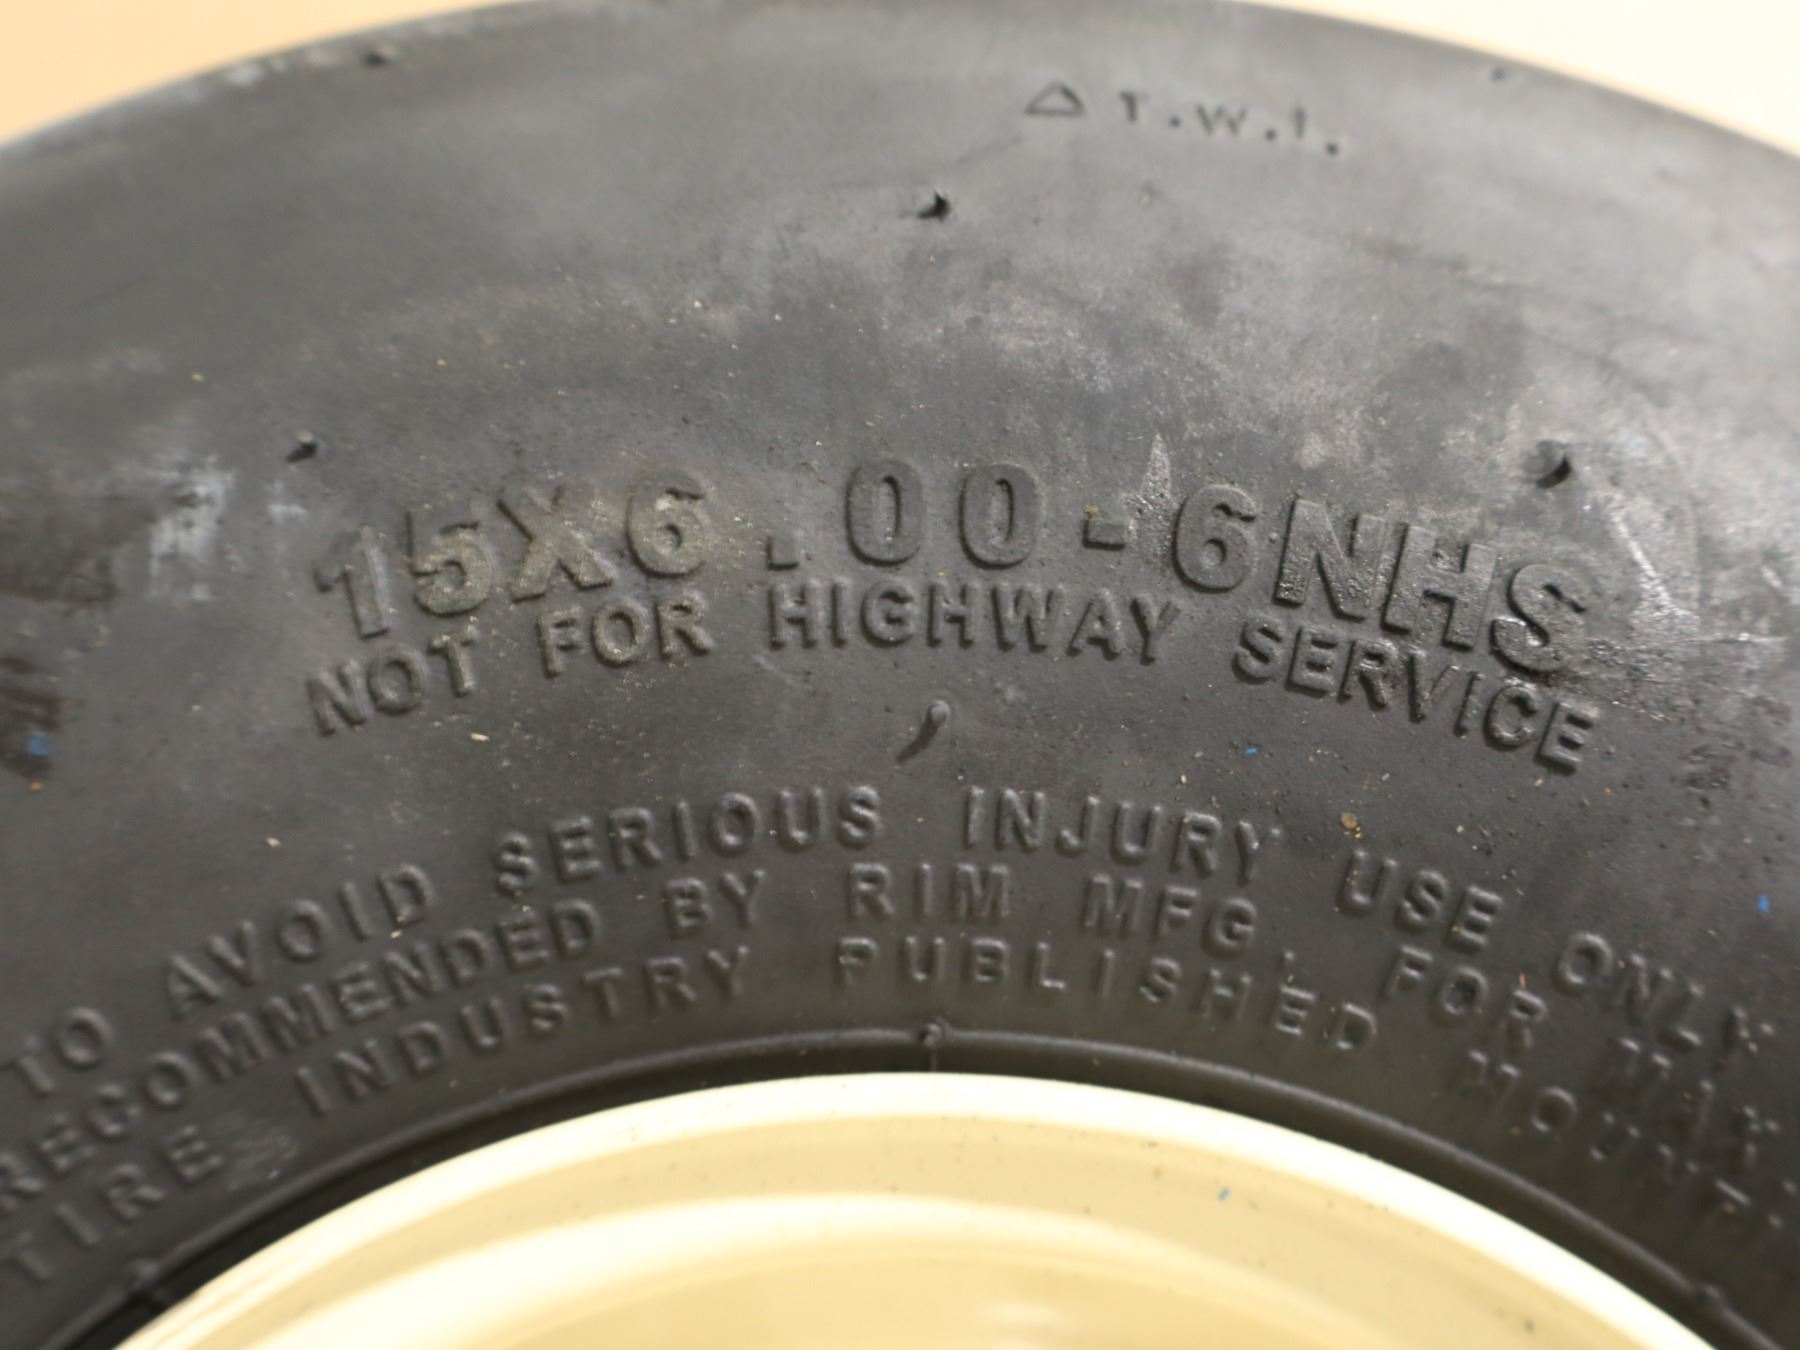 △ T.W.I.
15X6.00-6NHS
NOT FOR HIGHWAY SERVICE
TO AVOID SERIOUS INJURY USE ONLY
RECOMMENDED BY RIM MFG. FOR MAX.
TIRE INDUSTRY PUBLISHED MOUNT.